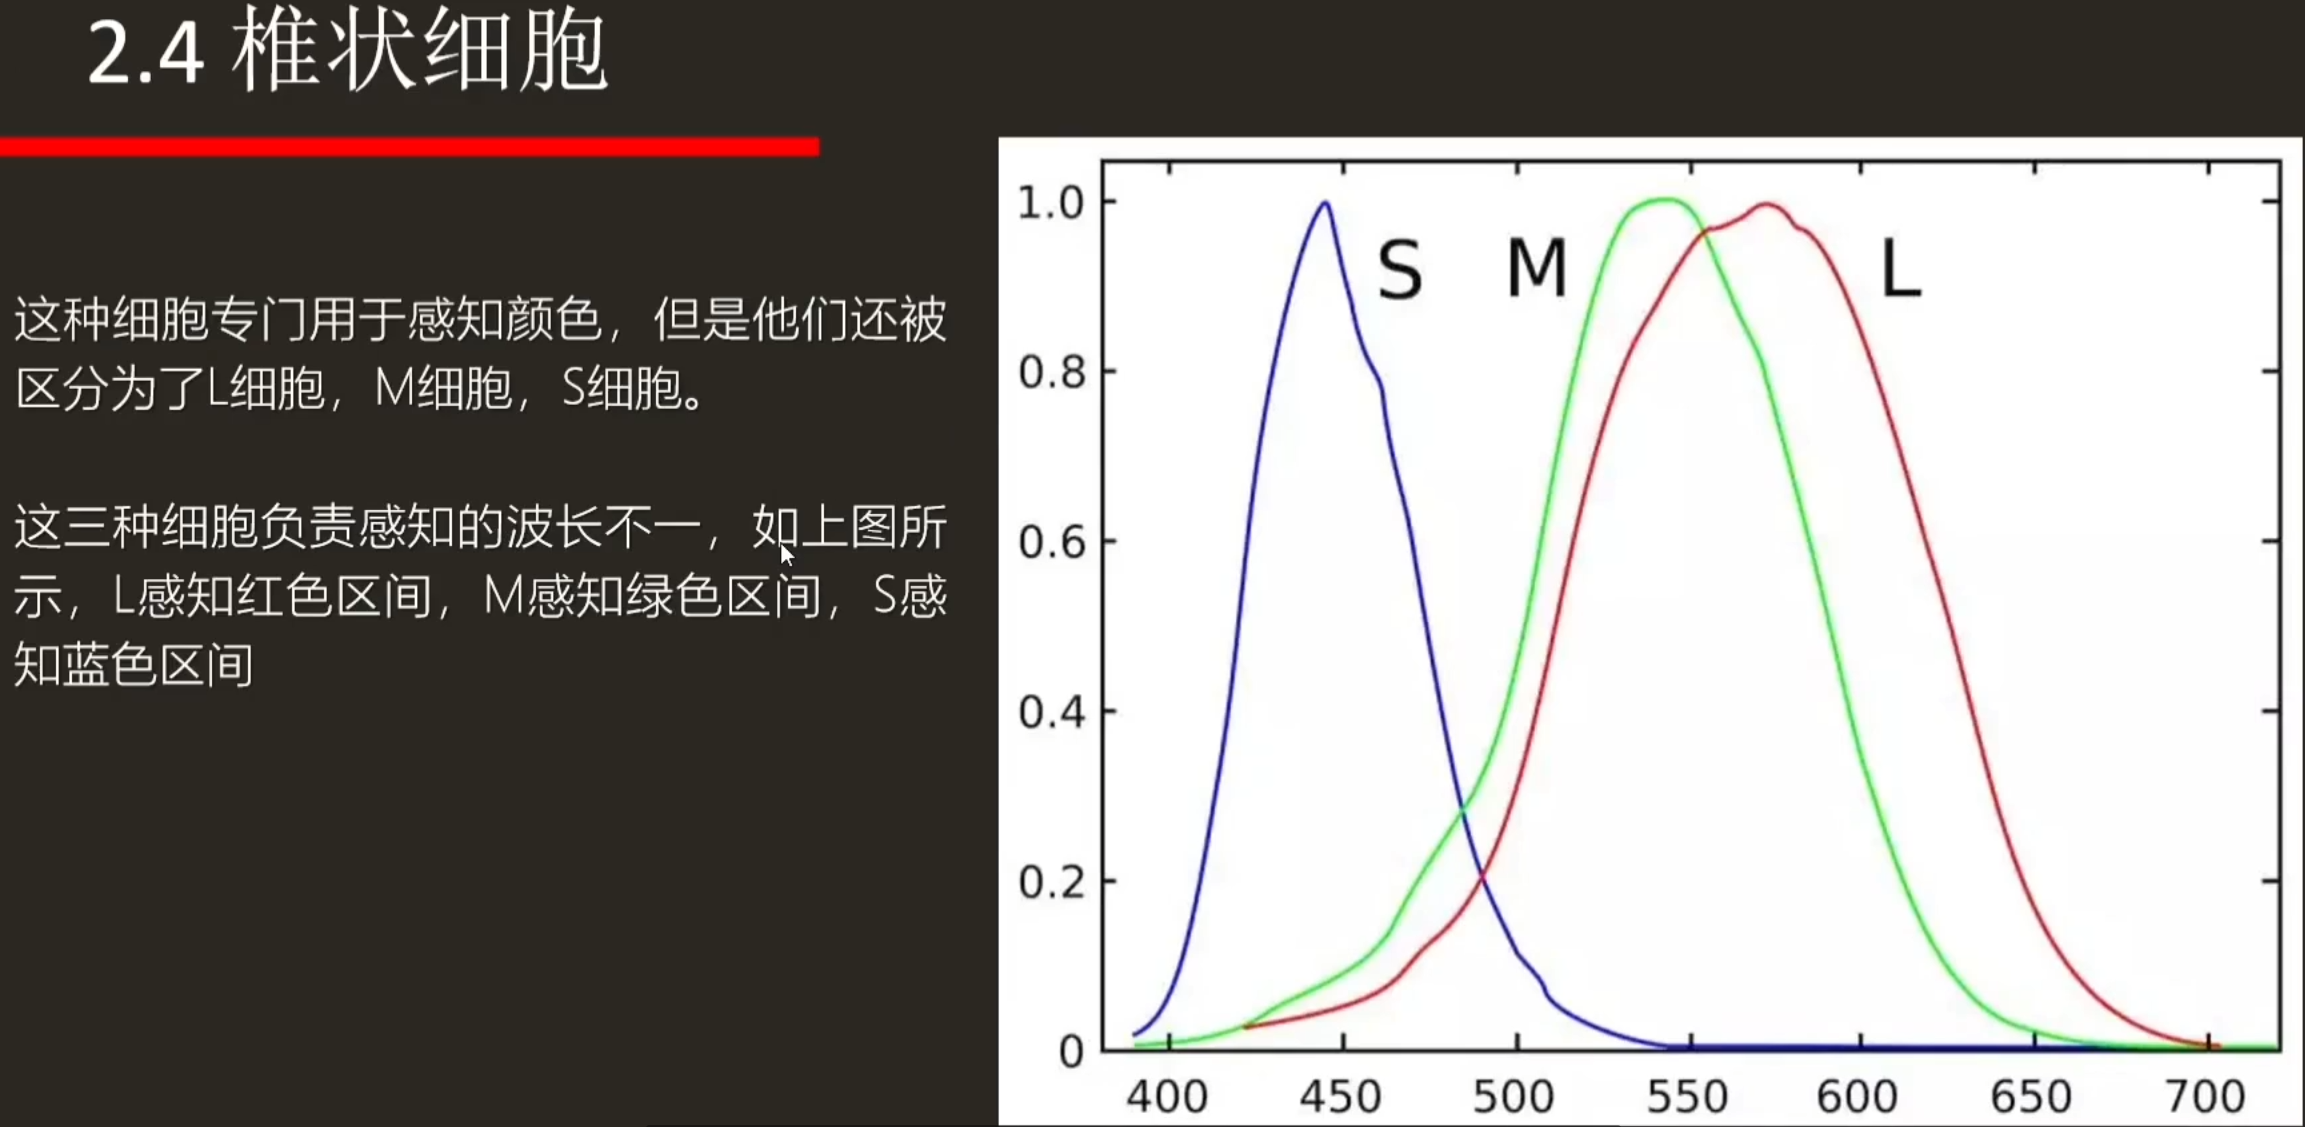 2.4 椎状细胞
这种细胞专门用于感知颜色，但是他们还被
区分为了L细胞，M细胞，S细胞。
这三种细胞负责感知的波长不一，如上图所
示，L感知红色区间，M感知绿色区间，S感
知蓝色区间
1.0
0.8
0.6
0.4
0.2
0
S M L
400 450 500 550 600 650 700